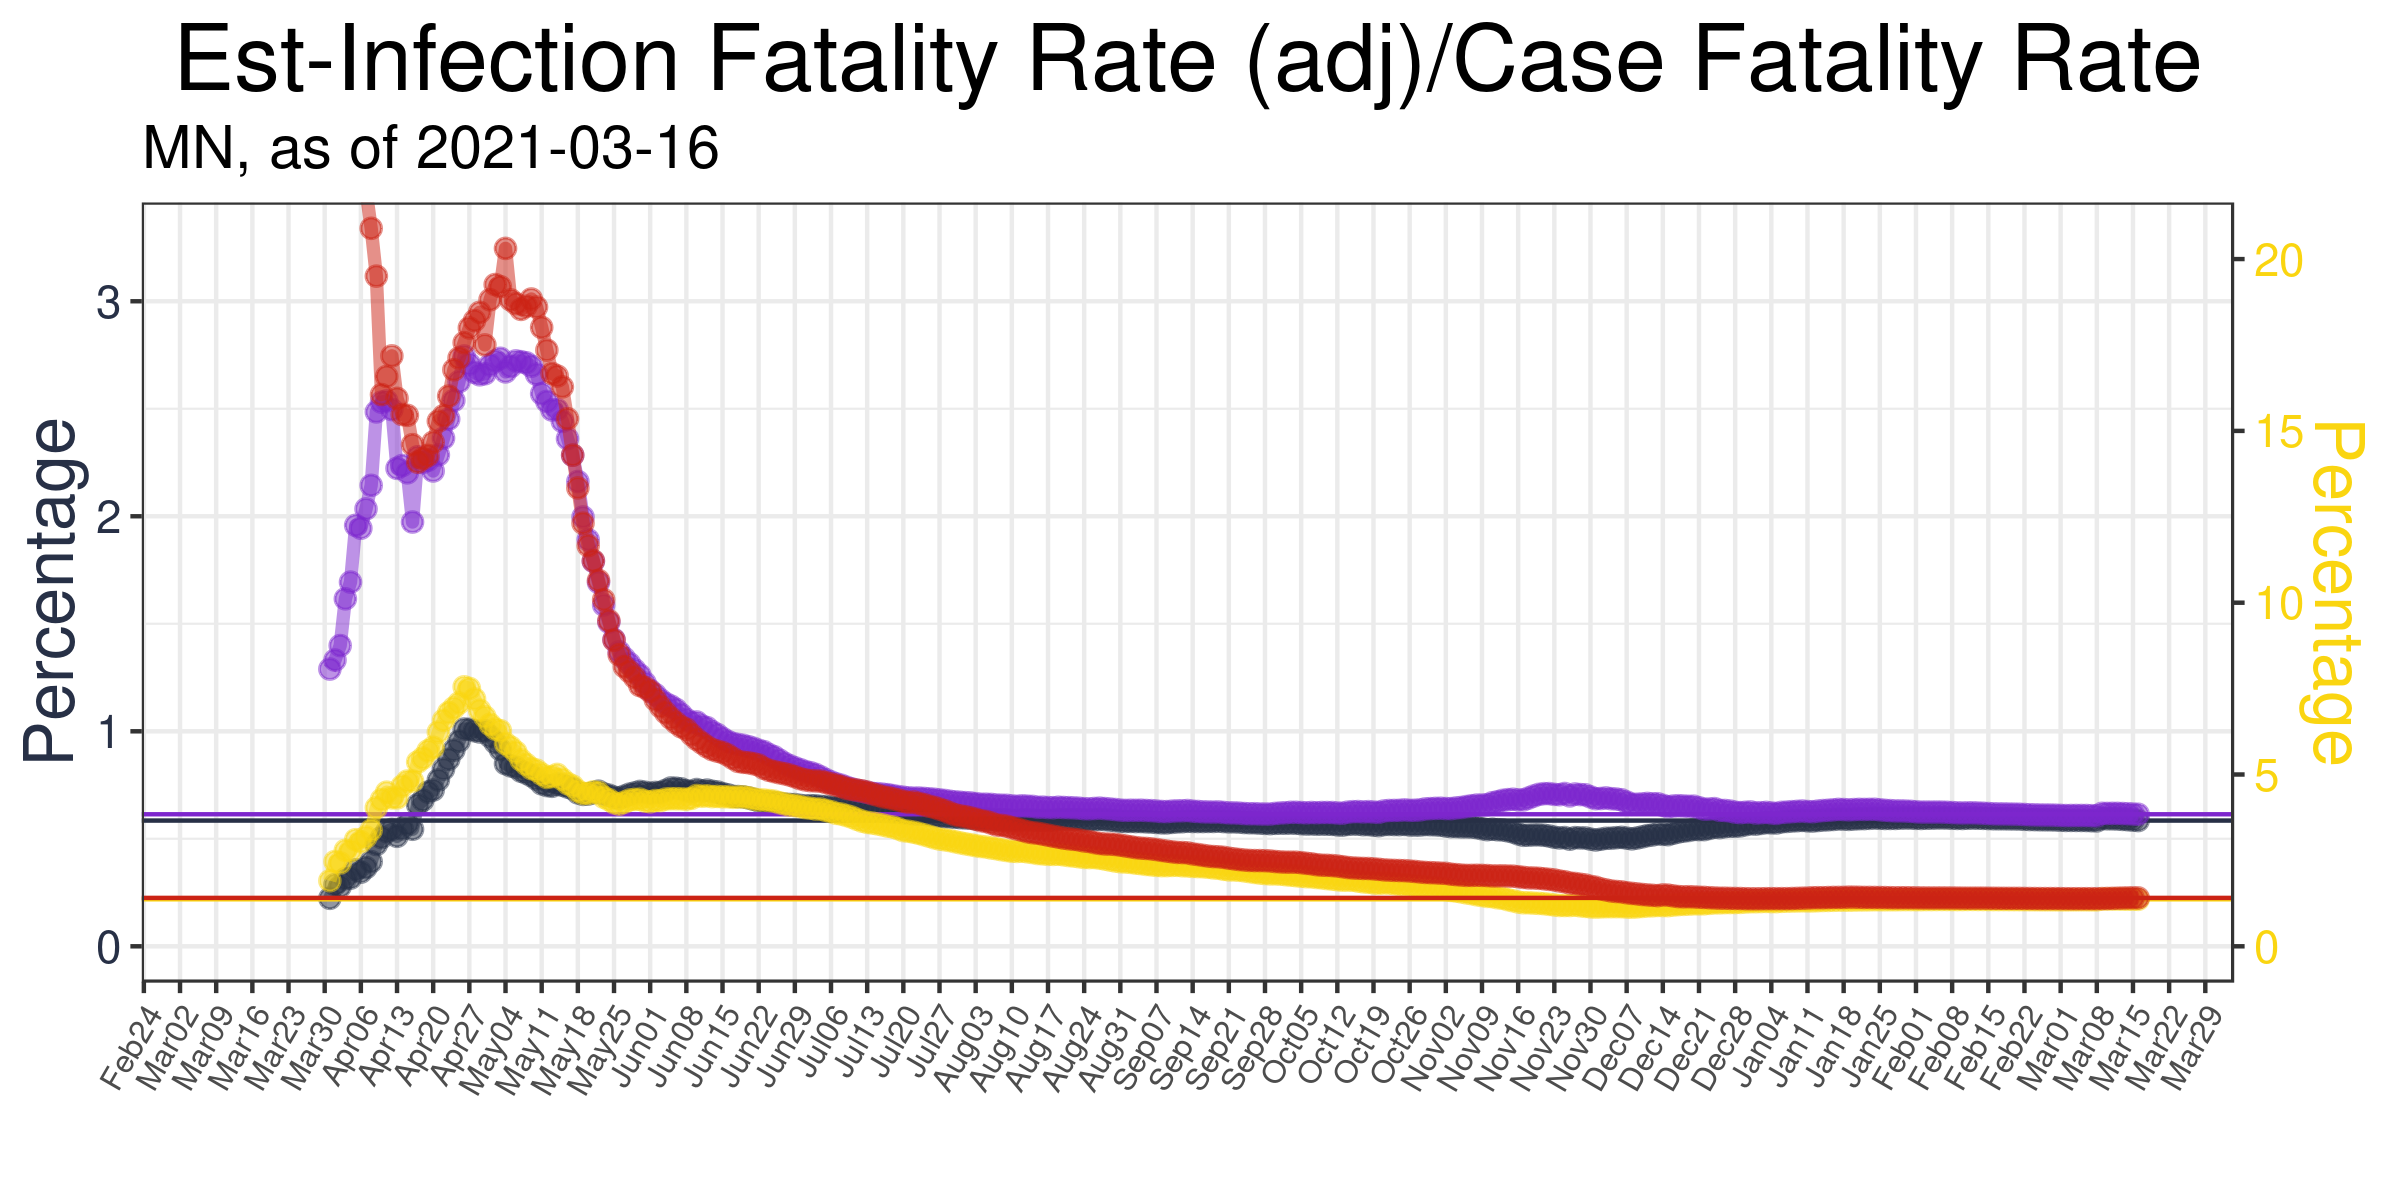 Est-Infection Fatality Rate (adj)/Case Fatality Rate
MN, as of 2021-03-16
Percentage
3
2
1
0
20
15
10
5
0
Percentage
Feb24
Mar02
Mar09
Mar16
Mar23
Mar30
Apr06
Apr13
Apr20
Apr27
May04
May11
May18
May25
Jun01
Jun08
Jun15
Jun22
Jun29
Jul06
Jul13
Jul20
Jul27
Aug03
Aug10
Aug17
Aug24
Aug31
Sep07
Sep14
Sep21
Sep28
Oct05
Oct12
Oct19
Oct26
Nov02
Nov09
Nov16
Nov23
Nov30
Dec07
Dec14
Dec21
Dec28
Jan04
Jan11
Jan18
Jan25
Feb01
Feb08
Feb15
Feb22
Mar01
Mar08
Mar15
Mar22
Mar29